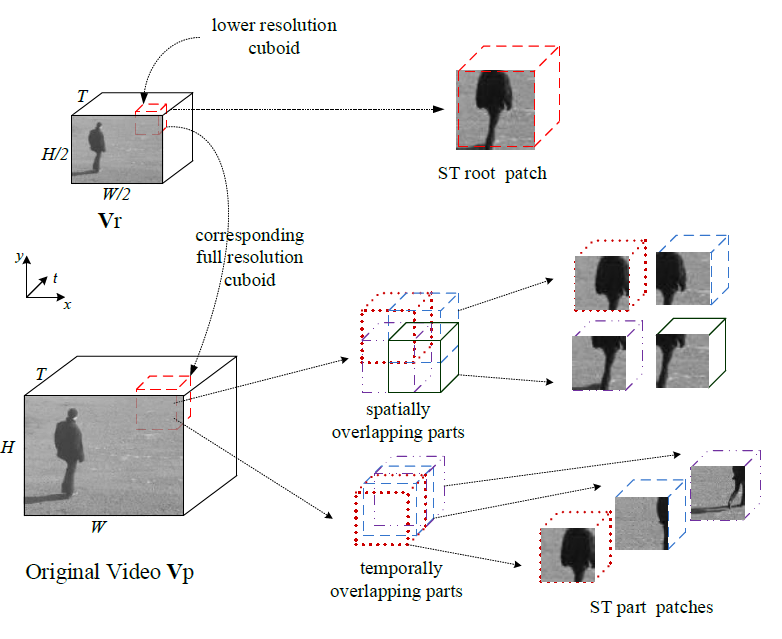 lower resolution
cuboid
T
H/2
W/2
Vr
ST root patch
corresponding
full resolution
cuboid
y
t
x
T
H
W
Original Video Vp
spatially
overlapping parts
temporally
overlapping parts
ST part patches